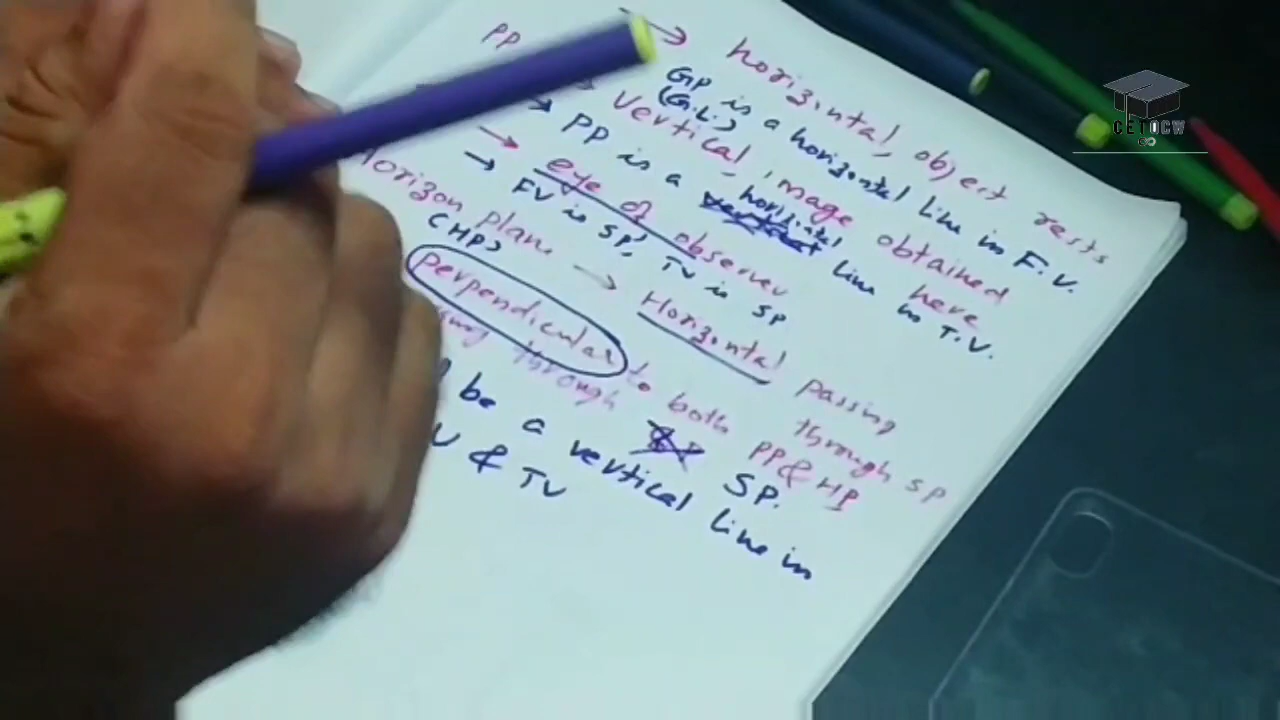 → horizontal, object rests
GP is a horizontal line in F.V.
(G.L.)
PP
vertical, image obtained here
→ PP is a horizontal line in T.V.
→ eye of observer
→ FV is SP', TV is SP
Horizon plane → Horizontal passing through SP
(HP)
perpendicular to both PP & HP
through SP.
be a vertical line in
& TV
CETOCW